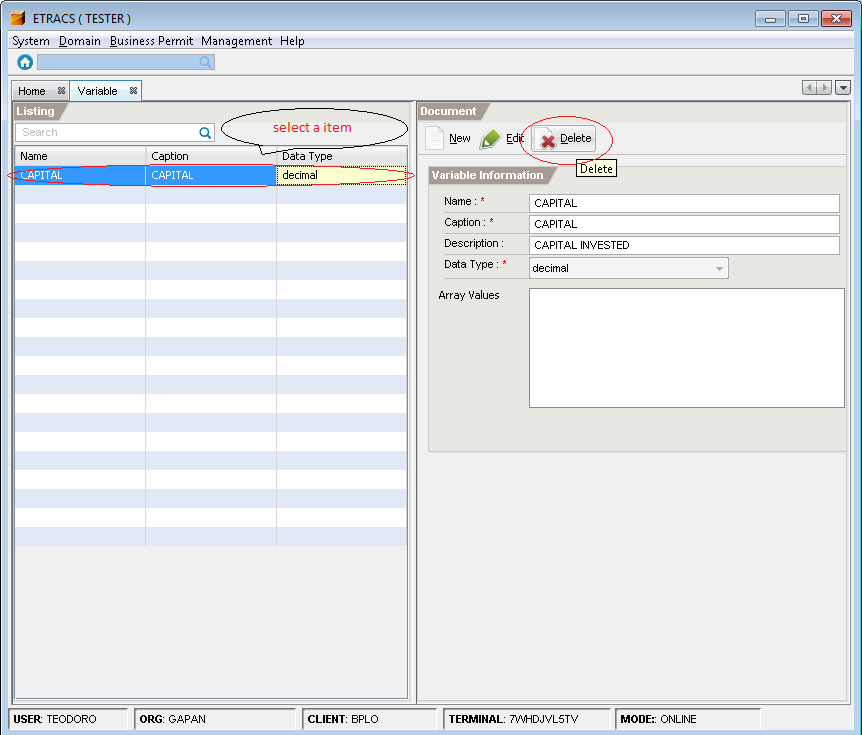 ETRACS ( TESTER )
System Domain Business Permit Management Help
Home Variable
Listing
Search
select a item
Name Caption Data Type
CAPITAL CAPITAL decimal
Document
New Edit Delete
Delete
Variable Information
Name : * CAPITAL
Caption : * CAPITAL
Description : CAPITAL INVESTED
Data Type : * decimal
Array Values
USER: TEODORO ORG: GAPAN CLIENT: BPLO TERMINAL: 7WHDJVL5TV MODE:: ONLINE